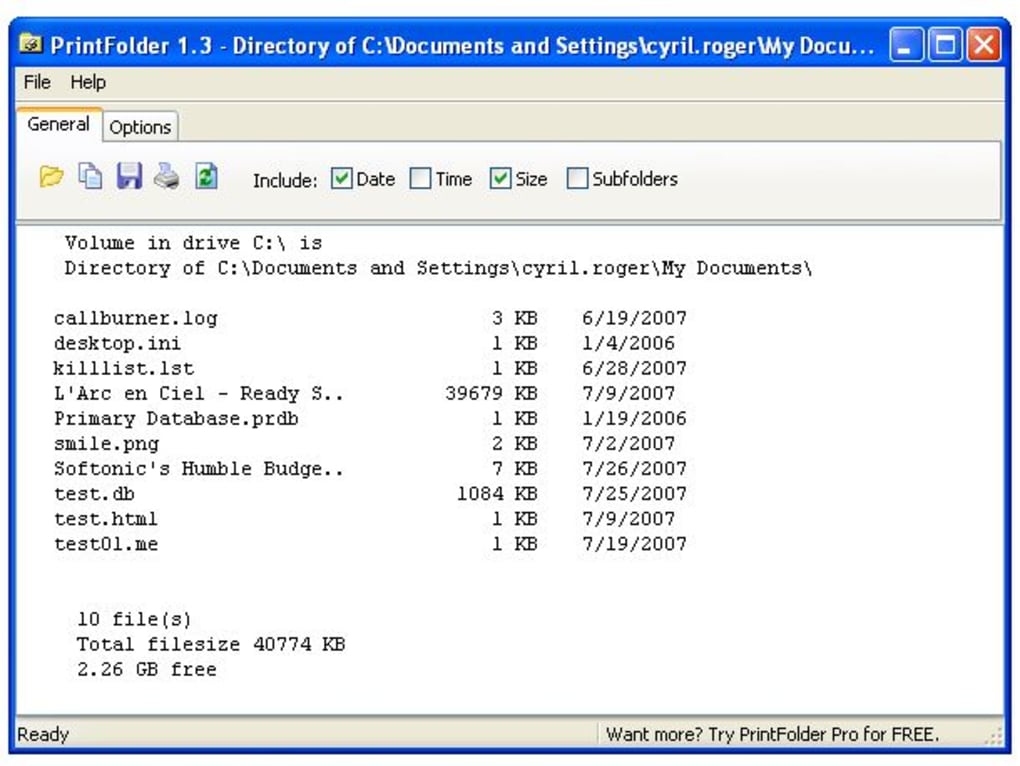 PrintFolder 1.3 - Directory of C:\Documents and Settings\cyril.roger\My Docu...
File Help
General Options
Include: Date Time Size Subfolders
Volume in drive C:\ is
Directory of C:\Documents and Settings\cyril.roger\My Documents\
callburner.log 3 KB 6/19/2007
desktop.ini 1 KB 1/4/2006
killlist.lst 1 KB 6/28/2007
L'Arc en Ciel - Ready S.. 39679 KB 7/9/2007
Primary Database.prdb 1 KB 1/19/2006
smile.png 2 KB 7/2/2007
Softonic's Humble Budge.. 7 KB 7/26/2007
test.db 1084 KB 7/25/2007
test.html 1 KB 7/9/2007
test01.me 1 KB 7/19/2007
10 file(s)
Total filesize 40774 KB
2.26 GB free
Ready Want more? Try PrintFolder Pro for FREE.